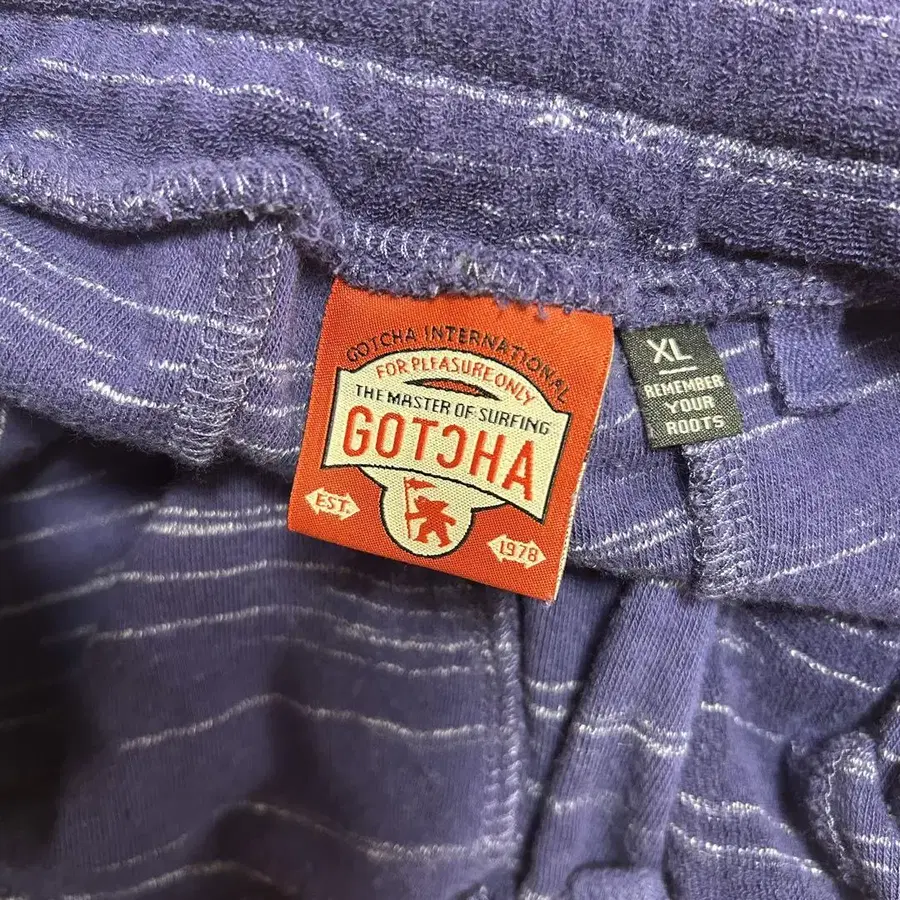 GOTCHA INTERNATIONAL
FOR PLEASURE ONLY
THE MASTER OF SURFING
GOTCHA
EST.
1978
XL
REMEMBER
YOUR
ROOTS